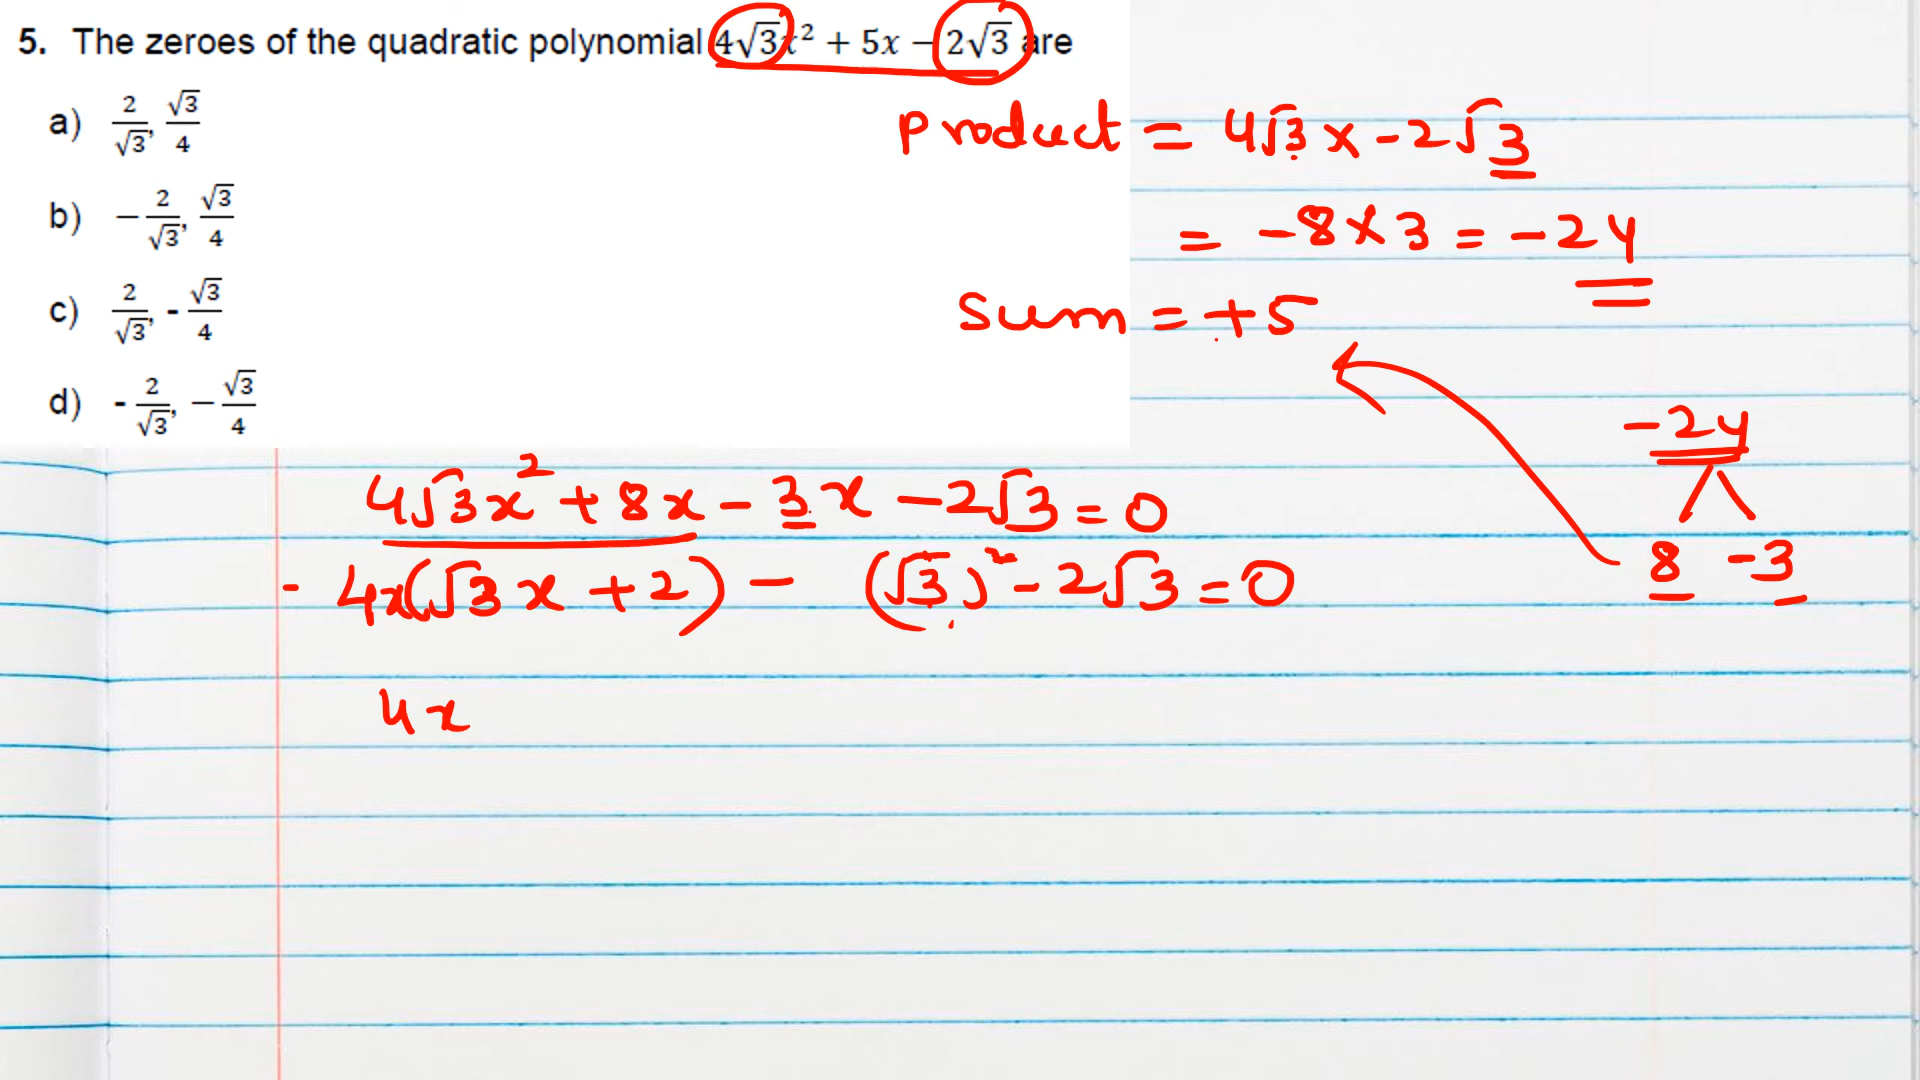 5. The zeroes of the quadratic polynomial 4√3x² + 5x − 2√3 are
a) 2/√3, √3/4
b) −2/√3, √3/4
c) 2/√3, -√3/4
d) -2/√3, −√3/4
product = 4√3 x -2√3
= -8 x 3 = -24
Sum = +5
-24
8 -3
4√3x² + 8x - 3x - 2√3 = 0
- 4x(√3x + 2) - (√3)² - 2√3 = 0
4x